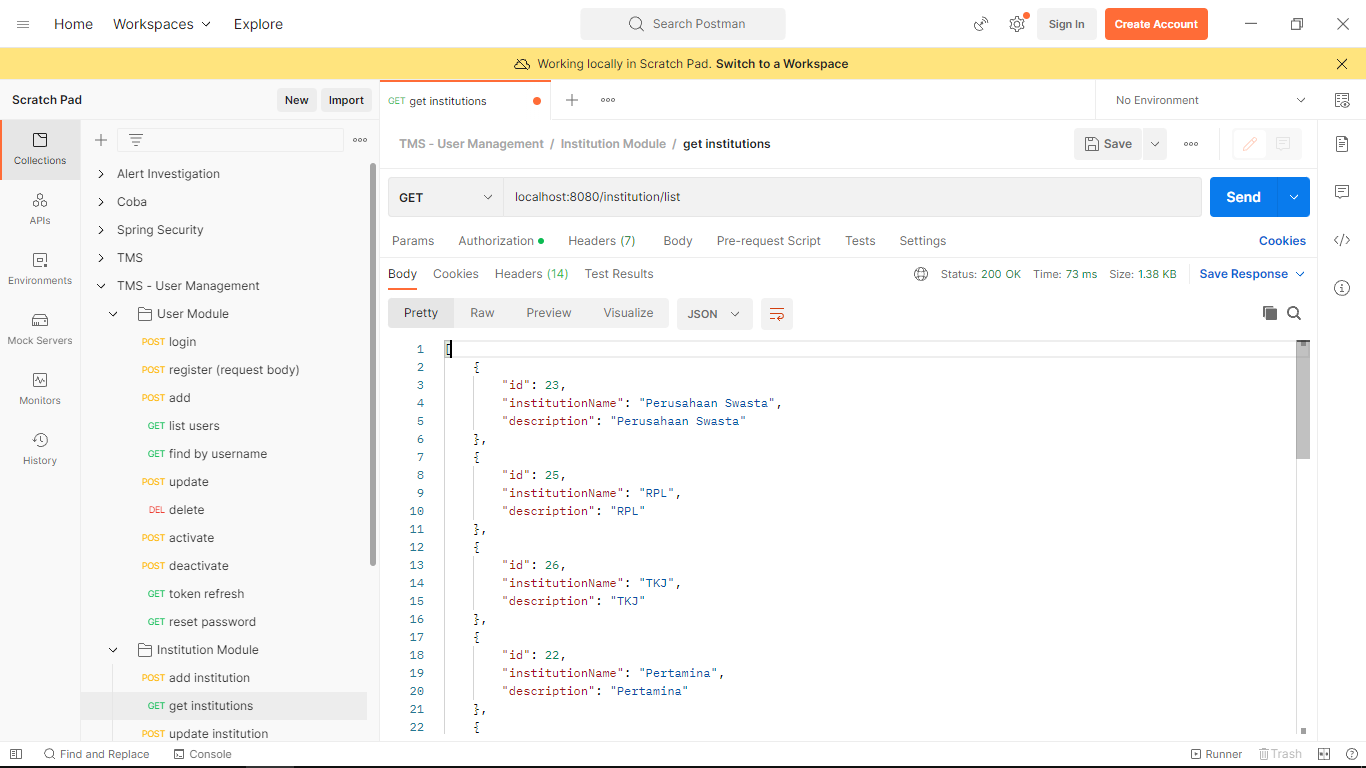 Home Workspaces Explore Search Postman Sign In Create Account
Working locally in Scratch Pad. Switch to a Workspace
Scratch Pad New Import
GET get institutions
No Environment
Collections
APIs
Environments
Mock Servers
Monitors
History
Alert Investigation
Coba
Spring Security
TMS
TMS - User Management
User Module
POST login
POST register (request body)
POST add
GET list users
GET find by username
POST update
DEL delete
POST activate
POST deactivate
GET token refresh
GET reset password
Institution Module
POST add institution
GET get institutions
POST update institution
TMS - User Management / Institution Module / get institutions
Save
GET localhost:8080/institution/list Send
Params Authorization Headers (7) Body Pre-request Script Tests Settings Cookies
Body Cookies Headers (14) Test Results Status: 200 OK Time: 73 ms Size: 1.38 KB Save Response
Pretty Raw Preview Visualize JSON
1 [
2 {
3 "id": 23,
4 "institutionName": "Perusahaan Swasta",
5 "description": "Perusahaan Swasta"
6 },
7 {
8 "id": 25,
9 "institutionName": "RPL",
10 "description": "RPL"
11 },
12 {
13 "id": 26,
14 "institutionName": "TKJ",
15 "description": "TKJ"
16 },
17 {
18 "id": 22,
19 "institutionName": "Pertamina",
20 "description": "Pertamina"
21 },
22 {
Find and Replace Console Runner Trash